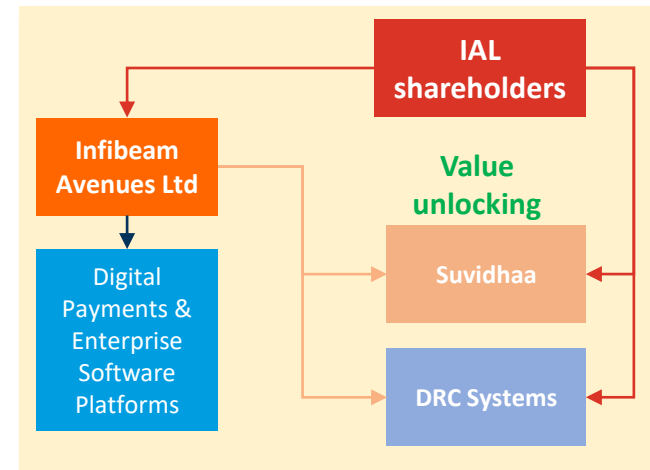 IAL
shareholders
Infibeam
Avenues Ltd
Value
unlocking
Digital
Payments &
Enterprise
Software
Platforms
Suvidhaa
DRC Systems